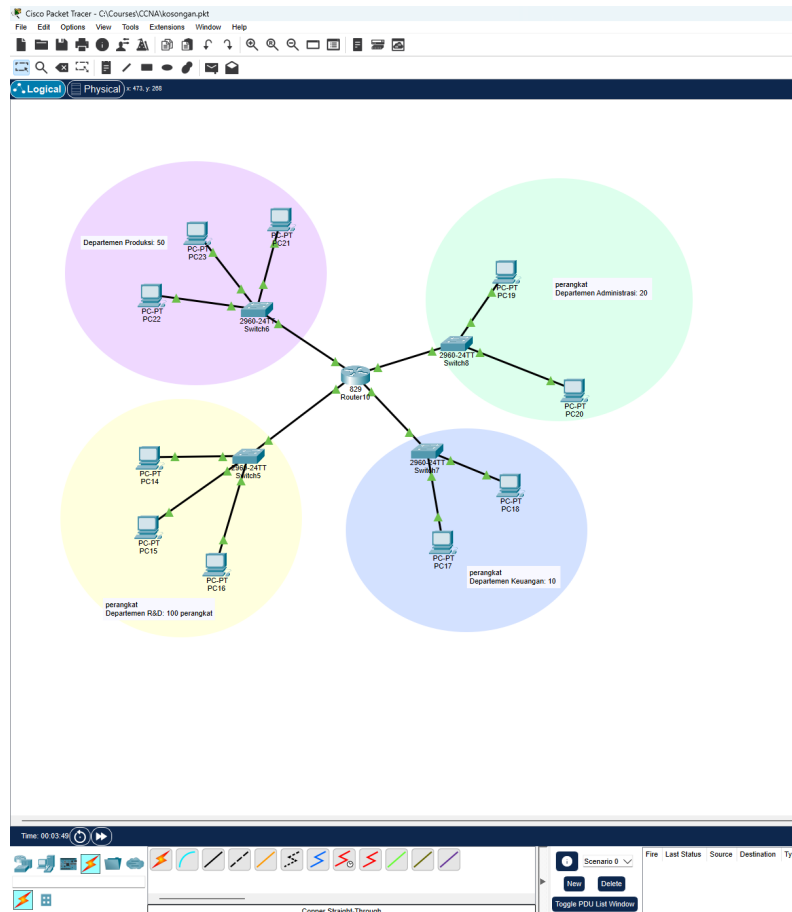 Cisco Packet Tracer - C:\Courses\CCNA\kosongan.pkt
File Edit Options View Tools Extensions Window Help
Logical Physical x: 473, y: 268
Departemen Produksi: 50
PC-PT
PC23
PC-PT
PC21
PC-PT
PC22
2960-24TT
Switch6
PC-PT
PC19
perangkat
Departemen Administrasi: 20
2960-24TT
Switch8
829
Router10
PC-PT
PC20
PC-PT
PC14
2960-24TT
Switch5
2960-24TT
Switch7
PC-PT
PC18
PC-PT
PC15
PC-PT
PC17
PC-PT
PC16
perangkat
Departemen Keuangan: 10
perangkat
Departemen R&D: 100 perangkat
Time: 00:03:49
Scenario 0
Fire Last Status Source Destination Ty
New Delete
Toggle PDU List Window
Copper Straight-Through